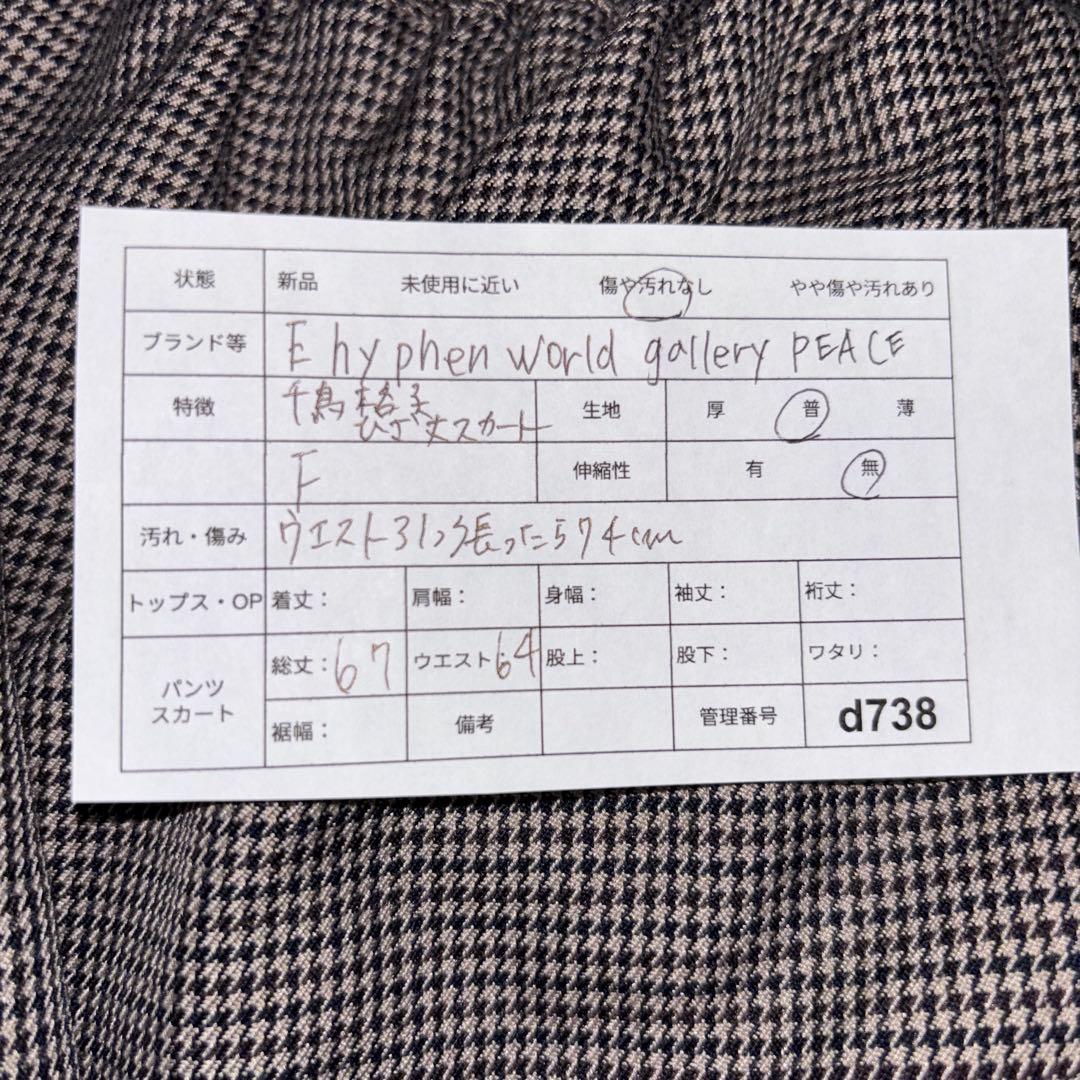 状態 新品 未使用に近い 傷や汚れなし やや傷や汚れあり
ブランド等 E hyphen world gallery PEACE
特徴 千鳥格子 ひざ丈スカート 生地 厚 普 薄
F 伸縮性 有 無
汚れ・傷み ウエスト引っ張ったら74cm
トップス・OP 着丈： 肩幅： 身幅： 袖丈： 裄丈：
パンツ スカート 総丈：67 ウエスト：64 股上： 股下： ワタリ：
裾幅： 備考 管理番号 d738